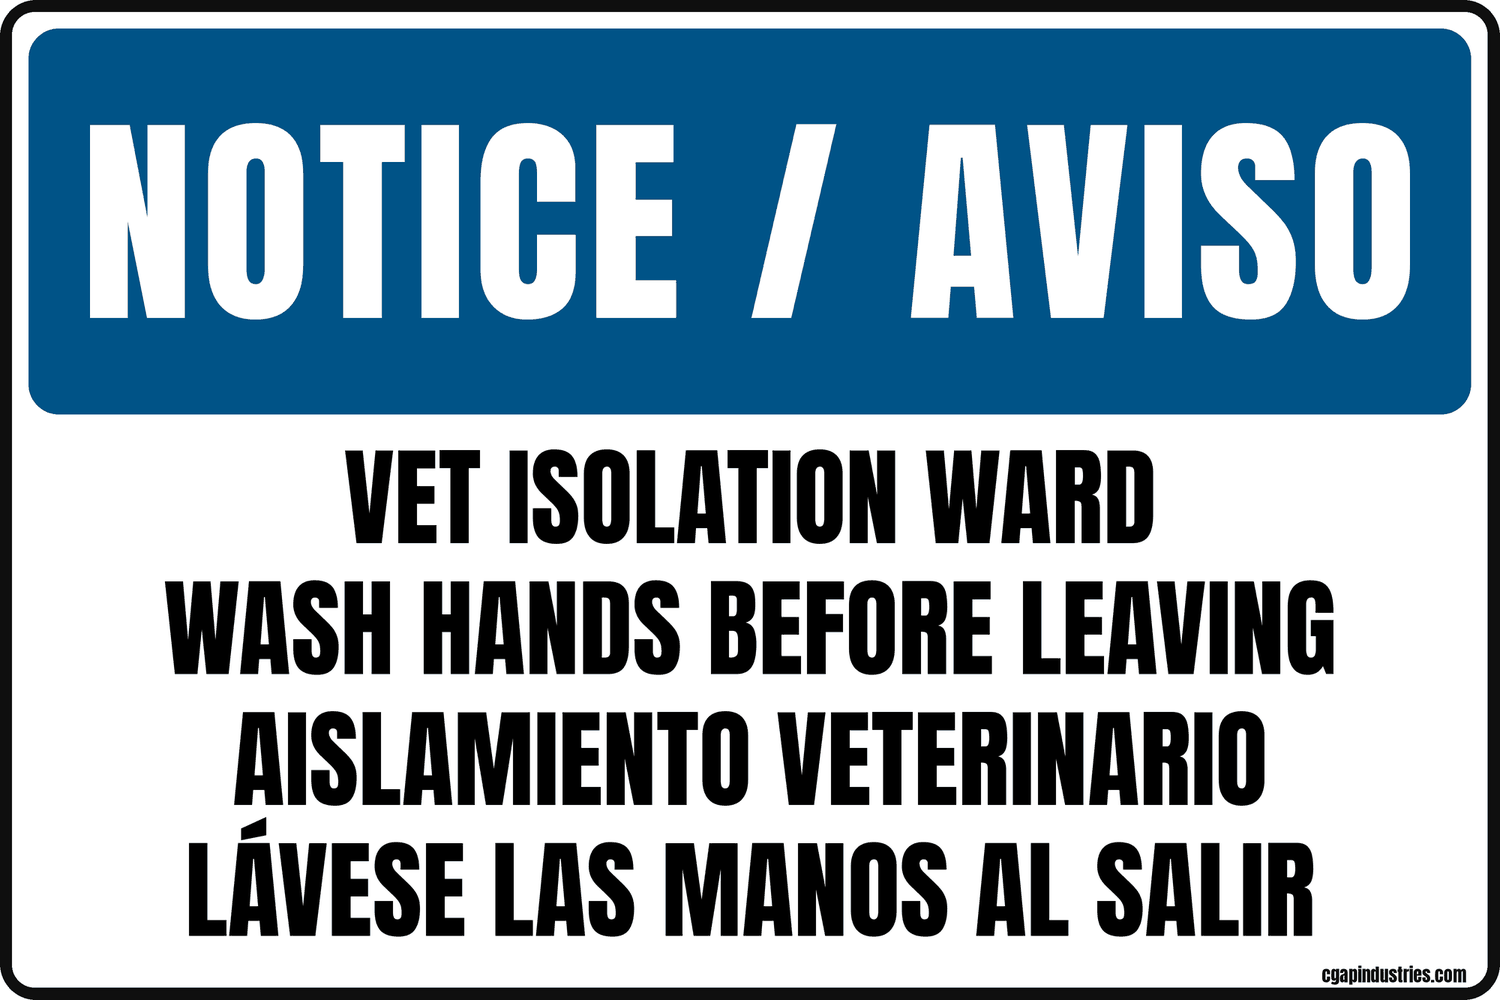 NOTICE / AVISO
VET ISOLATION WARD
WASH HANDS BEFORE LEAVING
AISLAMIENTO VETERINARIO
LÁVESE LAS MANOS AL SALIR
cgapindustries.com